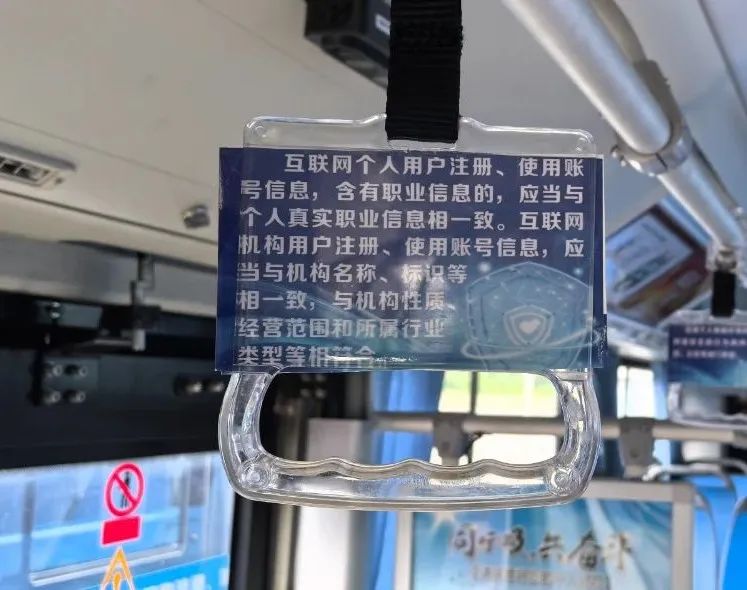 互联网个人用户注册、使用账
号信息，含有职业信息的，应当与
个人真实职业信息相一致。互联网
机构用户注册、使用账号信息，应
当与机构名称、标识等
相一致，与机构性质、
经营范围和所属行业
类型等相符合。